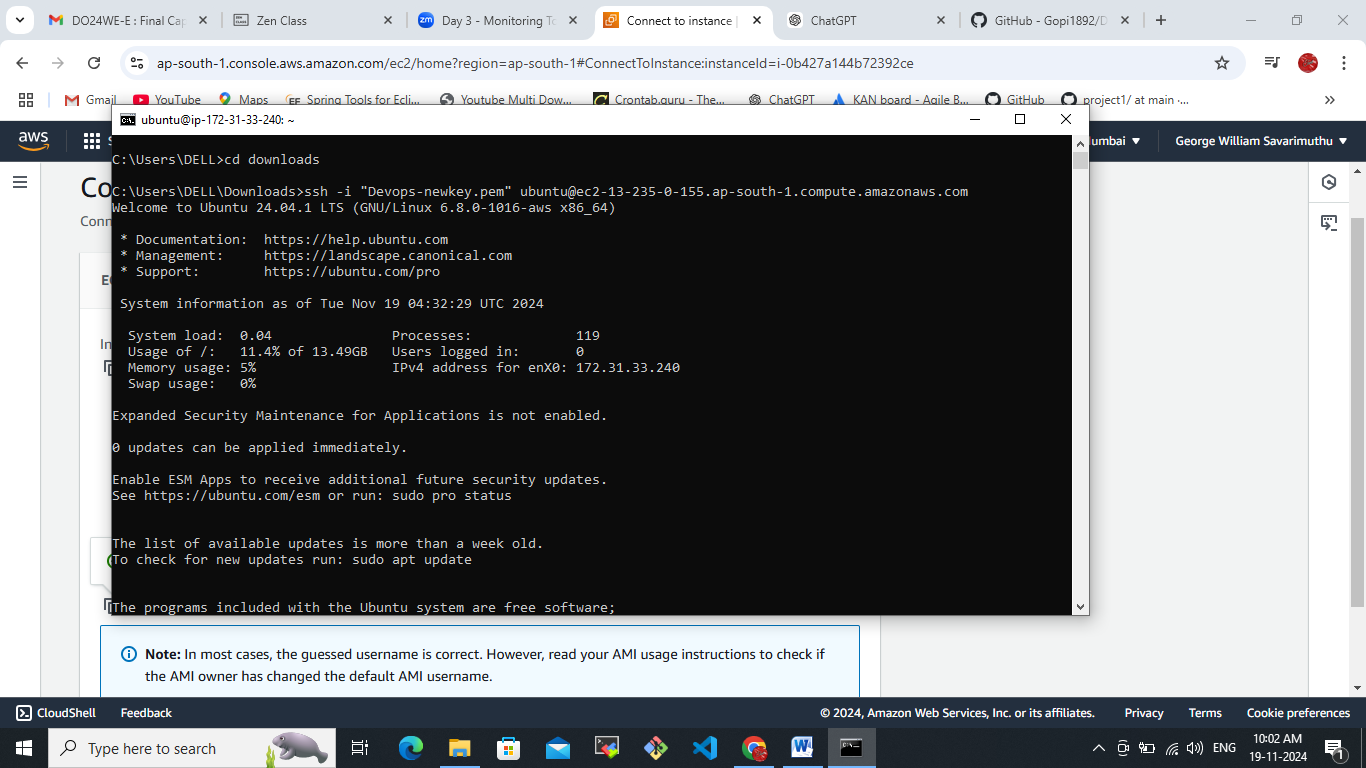 DO24WE-E : Final Cap
Zen Class
Day 3 - Monitoring To
Connect to instance |
ChatGPT
GitHub - Gopi1892/D
ap-south-1.console.aws.amazon.com/ec2/home?region=ap-south-1#ConnectToInstance:instanceId=i-0b427a144b72392ce
Gmail
YouTube
Maps
Spring Tools for Ecli...
Youtube Multi Dow...
Crontab.guru - The...
ChatGPT
KAN board - Agile B...
GitHub
project1/ at main ·...
ubuntu@ip-172-31-33-240: ~
aws
umbai
George William Savarimuthu
Co
Conn
In
C:\Users\DELL>cd downloads
C:\Users\DELL\Downloads>ssh -i "Devops-newkey.pem" ubuntu@ec2-13-235-0-155.ap-south-1.compute.amazonaws.com
Welcome to Ubuntu 24.04.1 LTS (GNU/Linux 6.8.0-1016-aws x86_64)
* Documentation: https://help.ubuntu.com
* Management: https://landscape.canonical.com
* Support: https://ubuntu.com/pro
System information as of Tue Nov 19 04:32:29 UTC 2024
System load: 0.04 Processes: 119
Usage of /: 11.4% of 13.49GB Users logged in: 0
Memory usage: 5% IPv4 address for enX0: 172.31.33.240
Swap usage: 0%
Expanded Security Maintenance for Applications is not enabled.
0 updates can be applied immediately.
Enable ESM Apps to receive additional future security updates.
See https://ubuntu.com/esm or run: sudo pro status
The list of available updates is more than a week old.
To check for new updates run: sudo apt update
The programs included with the Ubuntu system are free software;
Note: In most cases, the guessed username is correct. However, read your AMI usage instructions to check if
the AMI owner has changed the default AMI username.
CloudShell
Feedback
© 2024, Amazon Web Services, Inc. or its affiliates.
Privacy
Terms
Cookie preferences
Type here to search
ENG
10:02 AM
19-11-2024
1